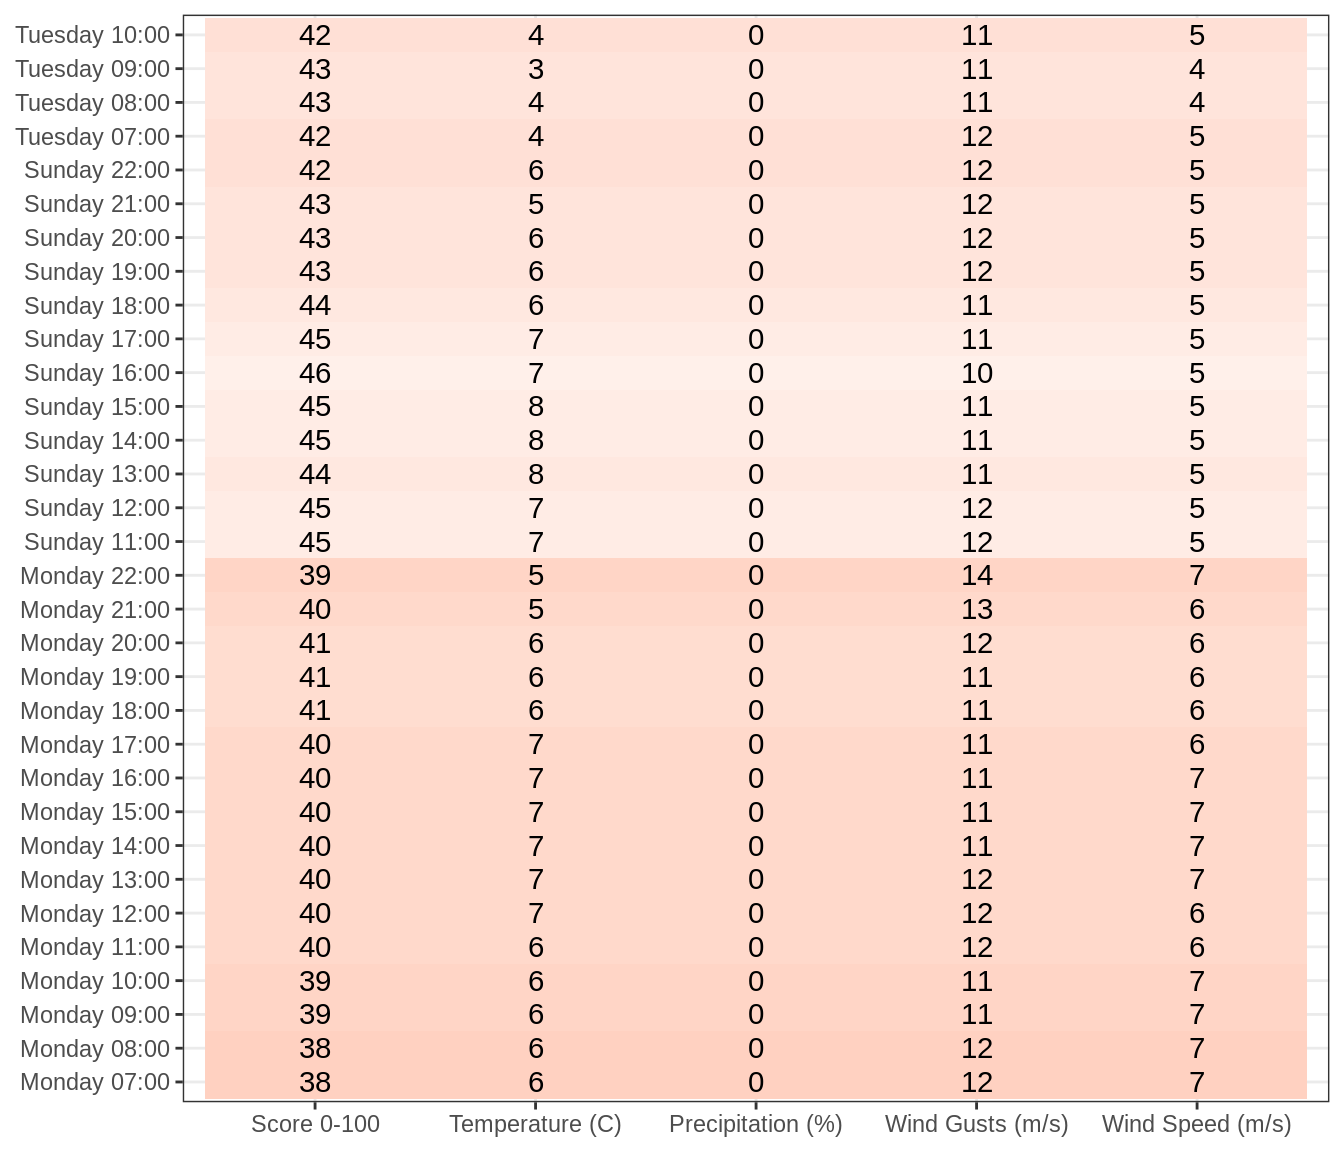 Tuesday 10:00 42 4 0 11 5
Tuesday 09:00 43 3 0 11 4
Tuesday 08:00 43 4 0 11 4
Tuesday 07:00 42 4 0 12 5
Sunday 22:00 42 6 0 12 5
Sunday 21:00 43 5 0 12 5
Sunday 20:00 43 6 0 12 5
Sunday 19:00 43 6 0 12 5
Sunday 18:00 44 6 0 11 5
Sunday 17:00 45 7 0 11 5
Sunday 16:00 46 7 0 10 5
Sunday 15:00 45 8 0 11 5
Sunday 14:00 45 8 0 11 5
Sunday 13:00 44 8 0 11 5
Sunday 12:00 45 7 0 12 5
Sunday 11:00 45 7 0 12 5
Monday 22:00 39 5 0 14 7
Monday 21:00 40 5 0 13 6
Monday 20:00 41 6 0 12 6
Monday 19:00 41 6 0 11 6
Monday 18:00 41 6 0 11 6
Monday 17:00 40 7 0 11 6
Monday 16:00 40 7 0 11 7
Monday 15:00 40 7 0 11 7
Monday 14:00 40 7 0 11 7
Monday 13:00 40 7 0 12 7
Monday 12:00 40 7 0 12 6
Monday 11:00 40 6 0 12 6
Monday 10:00 39 6 0 11 7
Monday 09:00 39 6 0 11 7
Monday 08:00 38 6 0 12 7
Monday 07:00 38 6 0 12 7
Score 0-100 Temperature (C) Precipitation (%) Wind Gusts (m/s) Wind Speed (m/s)